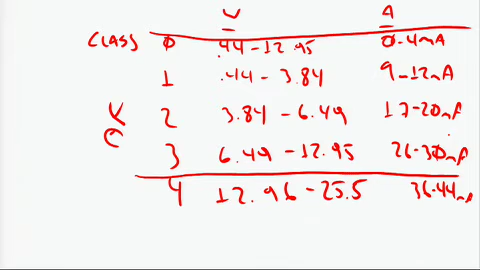 W A
CLASS 0 .44-12.95 0-4mA
1 .44 - 3.84 9-12mA
2 3.84 - 6.49 17-20mA
3 6.49 - 12.95 26-30mA
4 12.96-25.5 36-44mA